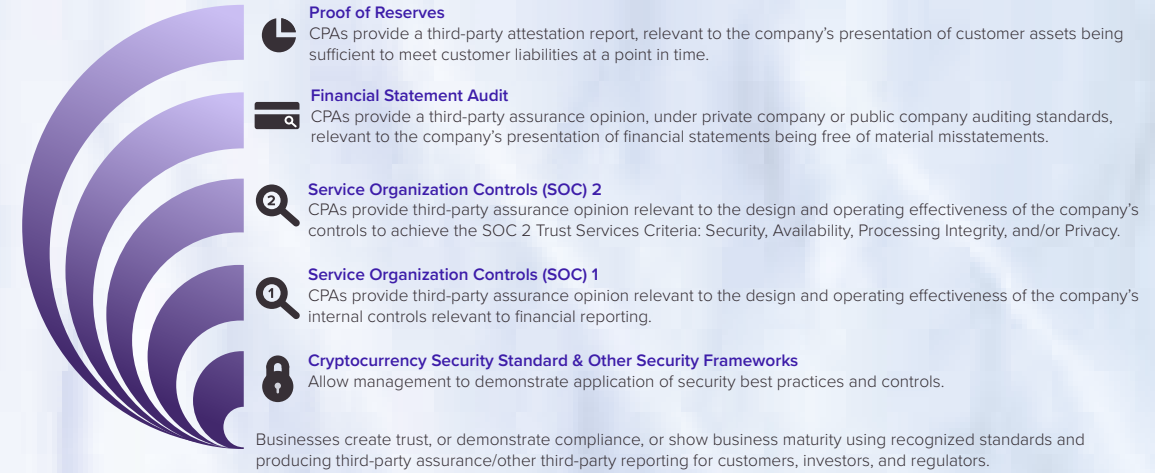 Proof of Reserves
CPAs provide a third-party attestation report, relevant to the company's presentation of customer assets being
sufficient to meet customer liabilities at a point in time.
Financial Statement Audit
CPAs provide a third-party assurance opinion, under private company or public company auditing standards,
relevant to the company's presentation of financial statements being free of material misstatements.
2
Service Organization Controls (SOC) 2
CPAs provide third-party assurance opinion relevant to the design and operating effectiveness of the company's
controls to achieve the SOC 2 Trust Services Criteria: Security, Availability, Processing Integrity, and/or Privacy.
1
Service Organization Controls (SOC) 1
CPAs provide third-party assurance opinion relevant to the design and operating effectiveness of the company's
internal controls relevant to financial reporting.
Cryptocurrency Security Standard & Other Security Frameworks
Allow management to demonstrate application of security best practices and controls.
Businesses create trust, or demonstrate compliance, or show business maturity using recognized standards and
producing third-party assurance/other third-party reporting for customers, investors, and regulators.